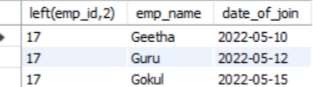 left(emp_id,2) emp_name date_of_join
17 Geetha 2022-05-10
17 Guru 2022-05-12
17 Gokul 2022-05-15